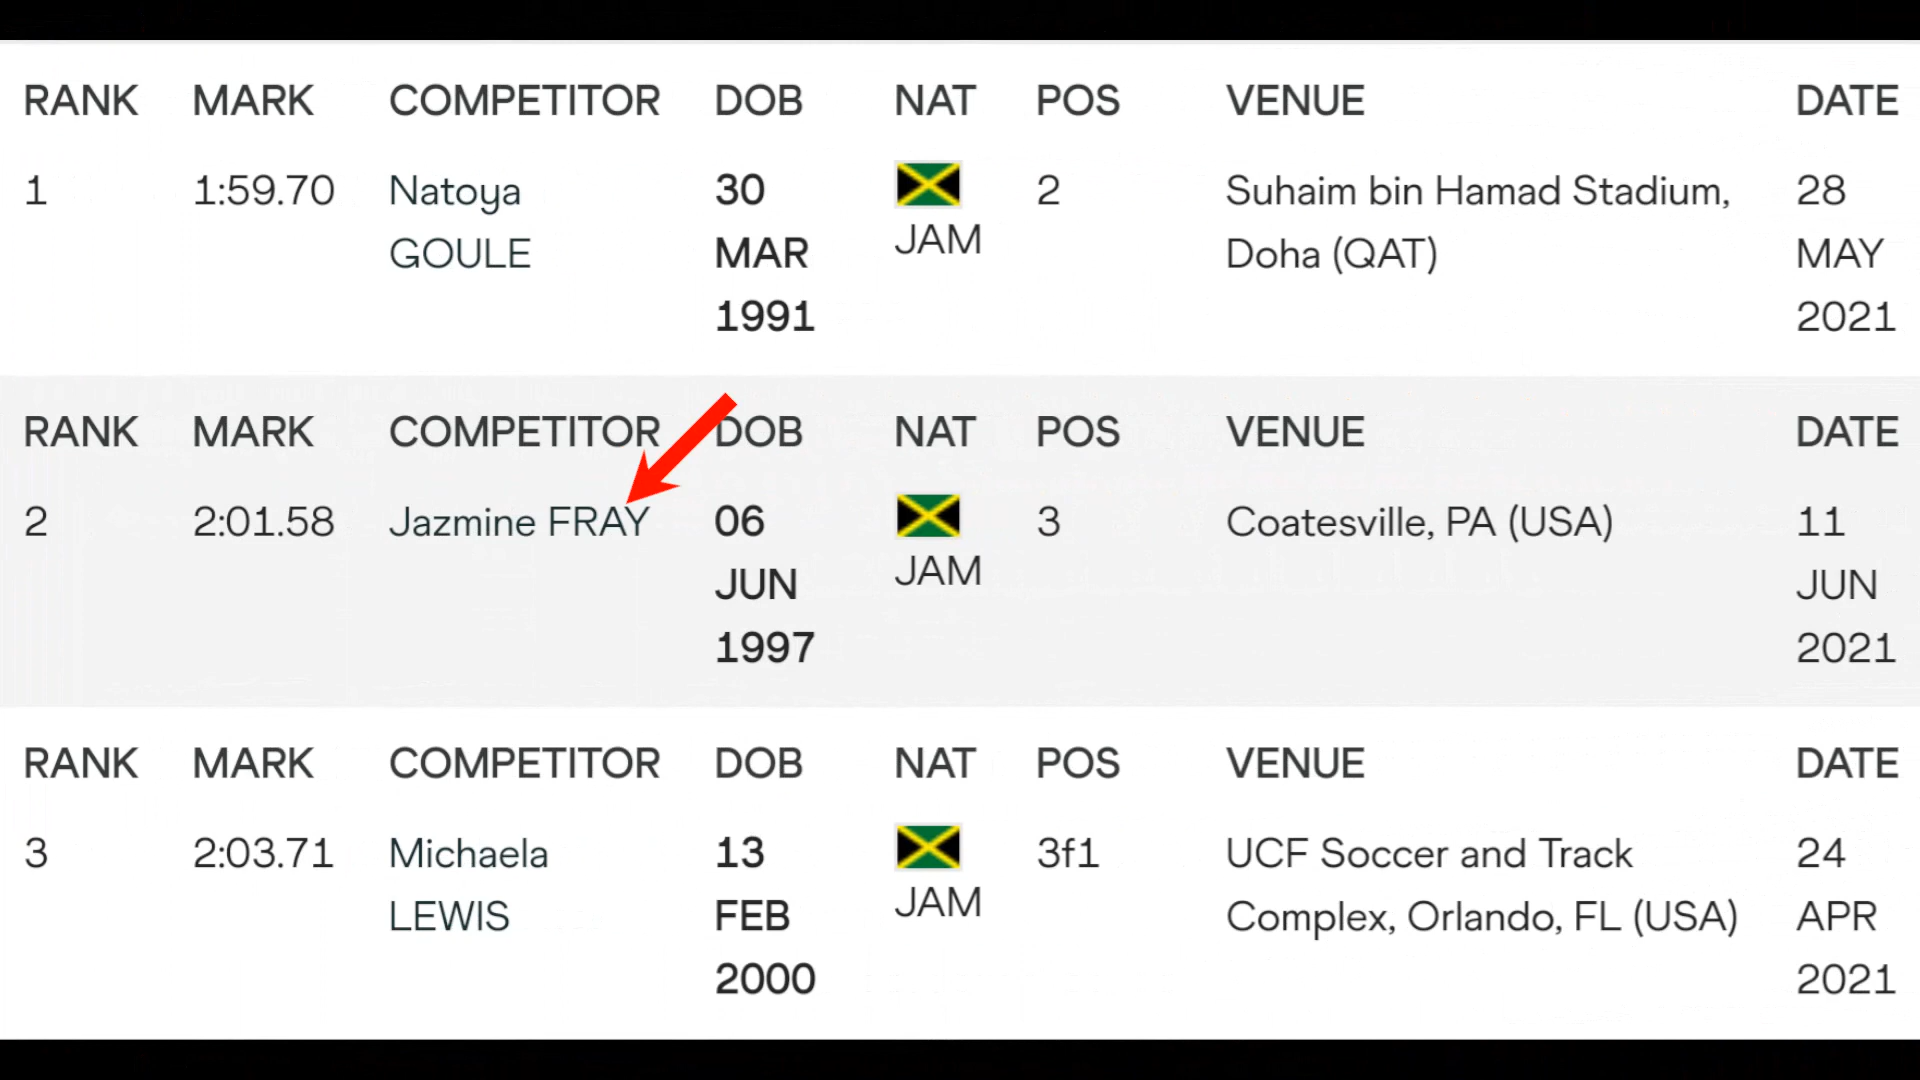 RANK MARK COMPETITOR DOB NAT POS VENUE DATE
1 1:59.70 Natoya 30 2 Suhaim bin Hamad Stadium, 28
GOULE MAR JAM Doha (QAT) MAY
1991 2021
RANK MARK COMPETITOR DOB NAT POS VENUE DATE
2 2:01.58 Jazmine FRAY 06 3 Coatesville, PA (USA) 11
JUN JAM JUN
1997 2021
RANK MARK COMPETITOR DOB NAT POS VENUE DATE
3 2:03.71 Michaela 13 3f1 UCF Soccer and Track 24
LEWIS FEB JAM Complex, Orlando, FL (USA) APR
2000 2021